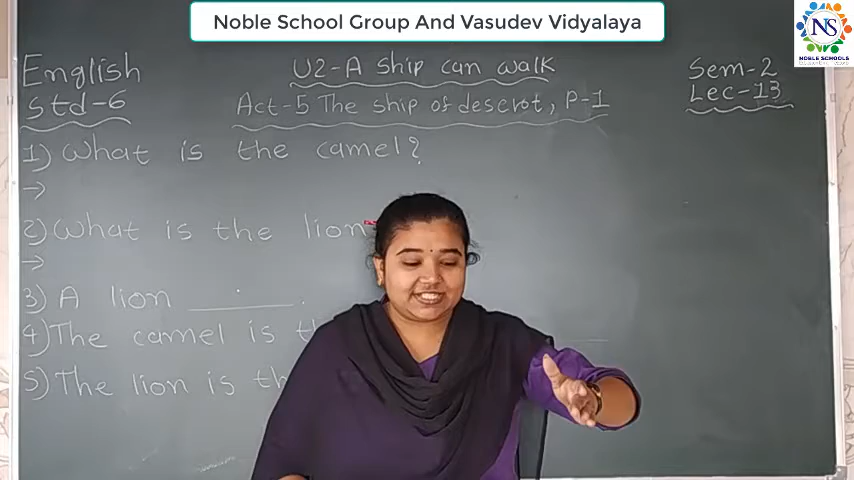 Noble School Group And Vasudev Vidyalaya
NS
NOBLE SCHOOLS
English
U2-A Ship can walk
Sem-2
Std-6
Act-5 The ship of desert, P-1
Lec-13
1) What is the camel?
→
2) What is the lion
→
3) A lion ______.
4) The camel is
5) The lion is